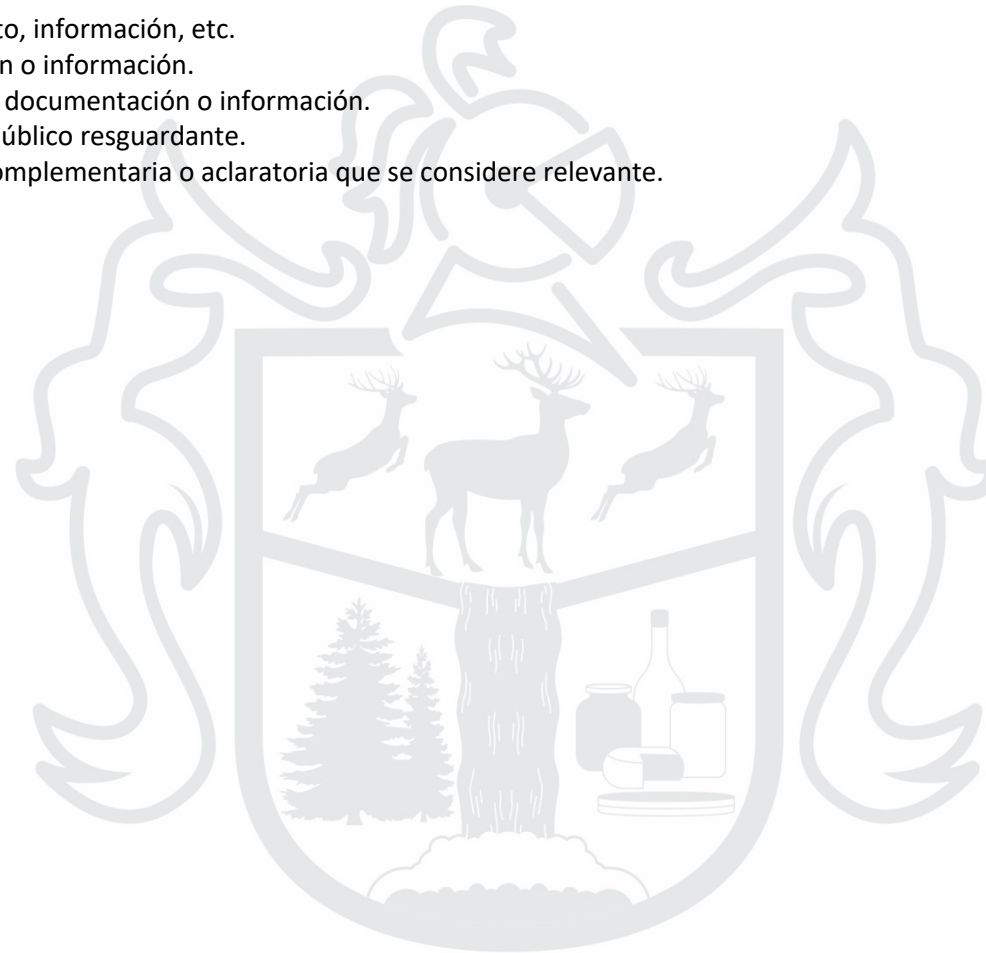 to, información, etc.
n o información.
documentación o información.
úblico resguardante.
omplementaria o aclaratoria que se considere relevante.